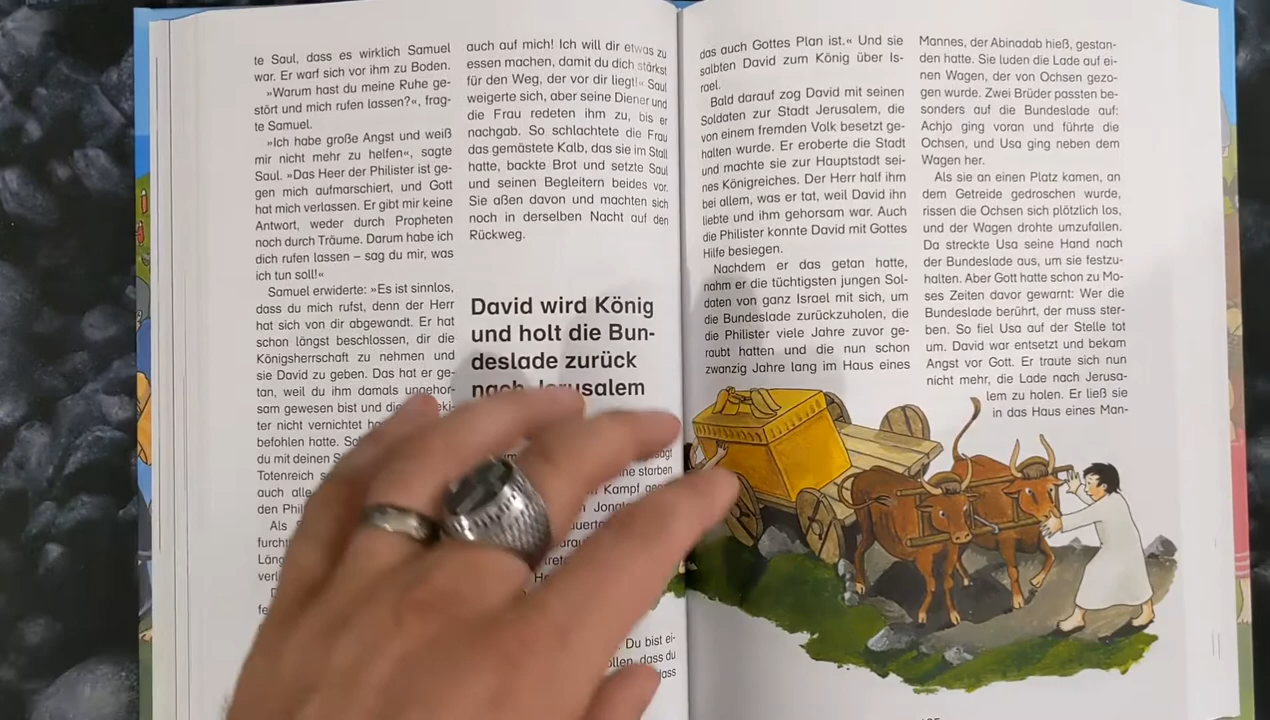 te Saul, dass es wirklich Samuel
war. Er warf sich vor ihm zu Boden.
»Warum hast du meine Ruhe ge-
stört und mich rufen lassen?«, frag-
te Samuel.
»Ich habe große Angst und weiß
mir nicht mehr zu helfen«, sagte
Saul. »Das Heer der Philister ist ge-
gen mich aufmarschiert, und Gott
hat mich verlassen. Er gibt mir keine
Antwort, weder durch Propheten
noch durch Träume. Darum habe ich
dich rufen lassen – sag du mir, was
ich tun soll!«
Samuel erwiderte: »Es ist sinnlos,
dass du mich rufst, denn der Herr
hat sich von dir abgewandt. Er hat
schon längst beschlossen, dir die
Königsherrschaft zu nehmen und
sie David zu geben. Das hat er ge-
tan, weil du ihm damals ungehor-
sam gewesen bist und
ter nicht vernichtet
befohlen hatte.
du mit deinen
Totenreich
auch alle
den
Als
auch auf mich! Ich will dir etwas zu
essen machen, damit du dich stärkst
für den Weg, der vor dir liegt!« Saul
weigerte sich, aber seine Diener und
die Frau redeten ihm zu, bis er
nachgab. So schlachtete die Frau
das gemästete Kalb, das sie im Stall
hatte, backte Brot und setzte Saul
und seinen Begleitern beides vor.
Sie aßen davon und machten sich
noch in derselben Nacht auf den
Rückweg.
David wird König
und holt die Bun-
deslade zurück
nach Jerusalem
starben
Kampf
Du bist ei-
dass du
das auch Gottes Plan ist.« Und sie
salbten David zum König über Is-
rael.
Bald darauf zog David mit seinen
Soldaten zur Stadt Jerusalem, die
von einem fremden Volk besetzt ge-
halten wurde. Er eroberte die Stadt
und machte sie zur Hauptstadt sei-
nes Königreiches. Der Herr half ihm
bei allem, was er tat, weil David ihn
liebte und ihm gehorsam war. Auch
die Philister konnte David mit Gottes
Hilfe besiegen.
Nachdem er das getan hatte,
nahm er die tüchtigsten jungen Sol-
daten von ganz Israel mit sich, um
die Bundeslade zurückzuholen, die
die Philister viele Jahre zuvor ge-
raubt hatten und die nun schon
zwanzig Jahre lang im Haus eines
Mannes, der Abinadab hieß, gestan-
den hatte. Sie luden die Lade auf ei-
nen Wagen, der von Ochsen gezo-
gen wurde. Zwei Brüder passten be-
sonders auf die Bundeslade auf:
Achjo ging voran und führte die
Ochsen, und Usa ging neben dem
Wagen her.
Als sie an einen Platz kamen, an
dem Getreide gedroschen wurde,
rissen die Ochsen sich plötzlich los,
und der Wagen drohte umzufallen.
Da streckte Usa seine Hand nach
der Bundeslade aus, um sie festzu-
halten. Aber Gott hatte schon zu Mo-
ses Zeiten davor gewarnt: Wer die
Bundeslade berührt, der muss ster-
ben. So fiel Usa auf der Stelle tot
um. David war entsetzt und bekam
Angst vor Gott. Er traute sich nun
nicht mehr, die Lade nach Jerusa-
lem zu holen. Er ließ sie
in das Haus eines Man-